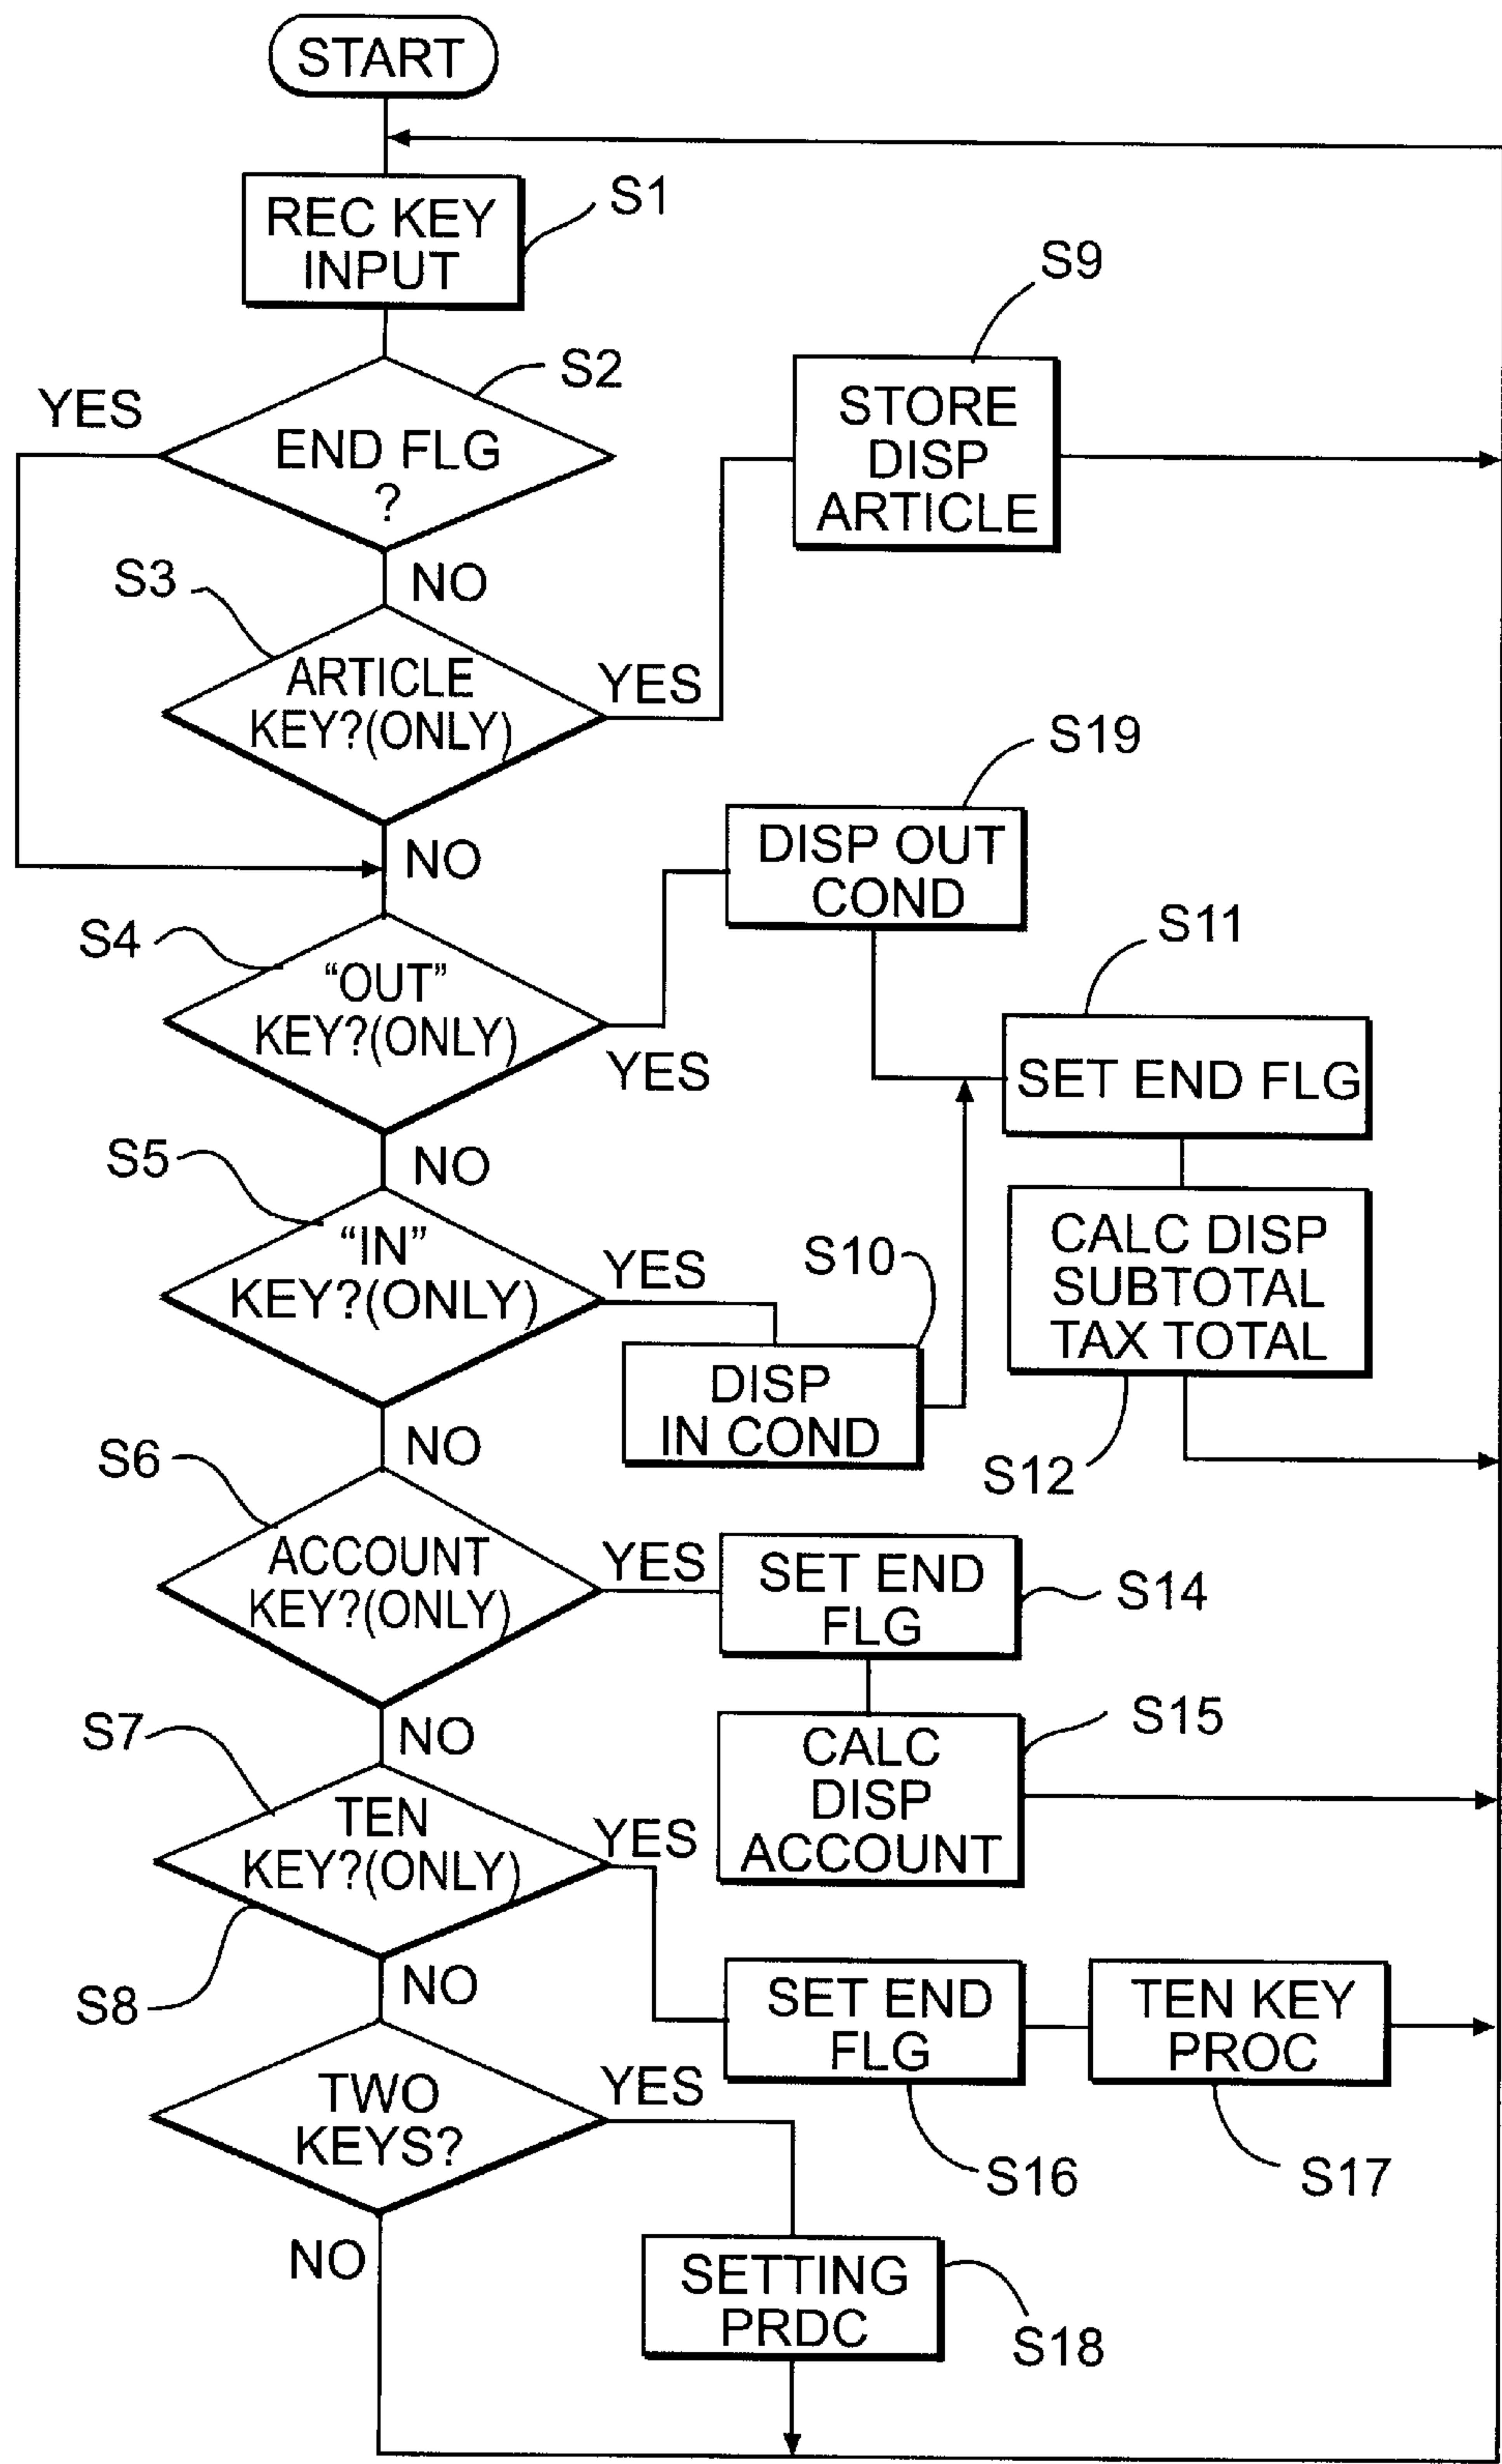 START
REC KEY
INPUT
S1
S2
YES
END FLG
?
NO
S9
STORE
DISP
ARTICLE
S3
ARTICLE
KEY?(ONLY)
YES
NO
S19
DISP OUT
COND
S4
“OUT”
KEY?(ONLY)
YES
NO
S11
SET END FLG
S5
“IN”
KEY?(ONLY)
YES
NO
S10
DISP
IN COND
CALC DISP
SUBTOTAL
TAX TOTAL
S12
S6
ACCOUNT
KEY?(ONLY)
YES
NO
SET END
FLG
S14
CALC
DISP
ACCOUNT
S15
S7
TEN
KEY?(ONLY)
YES
S8
NO
SET END
FLG
S16
TEN KEY
PROC
S17
TWO
KEYS?
YES
NO
SETTING
PRDC
S18